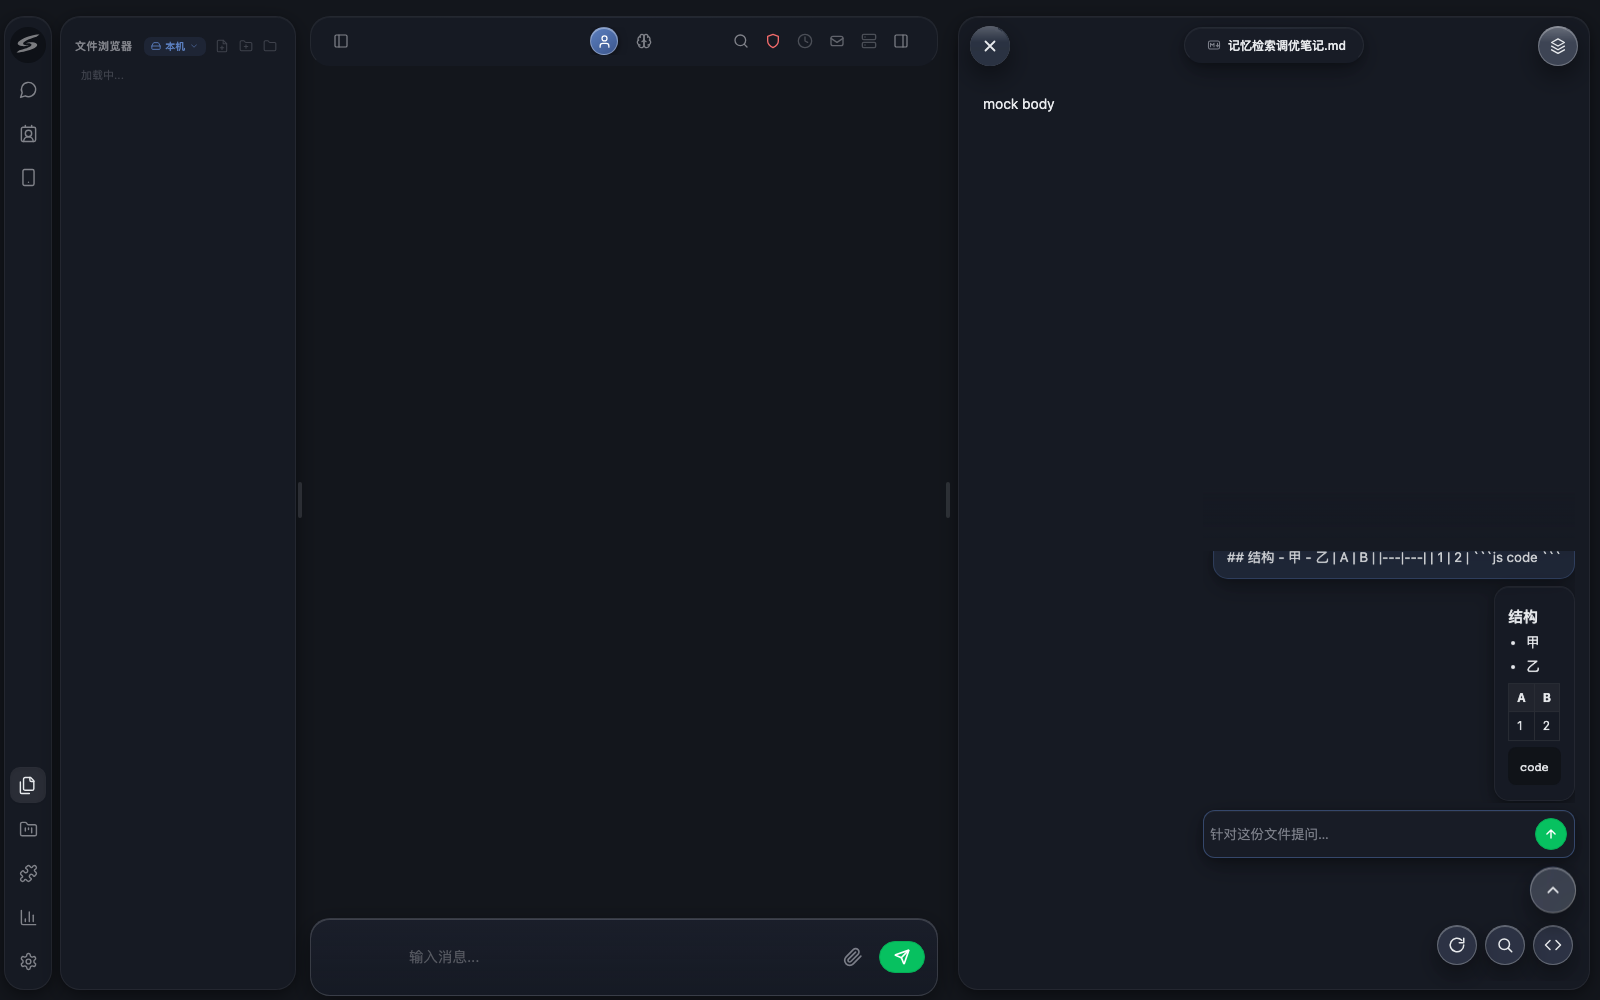 文件浏览器
本机
加载中...
输入消息...
记忆检索调优笔记.md
mock body
## 结构 - 甲 - 乙 | A | B | |---|---| | 1 | 2 | ```js code ```
结构
• 甲
• 乙
A B
1 2
code
针对这份文件提问...